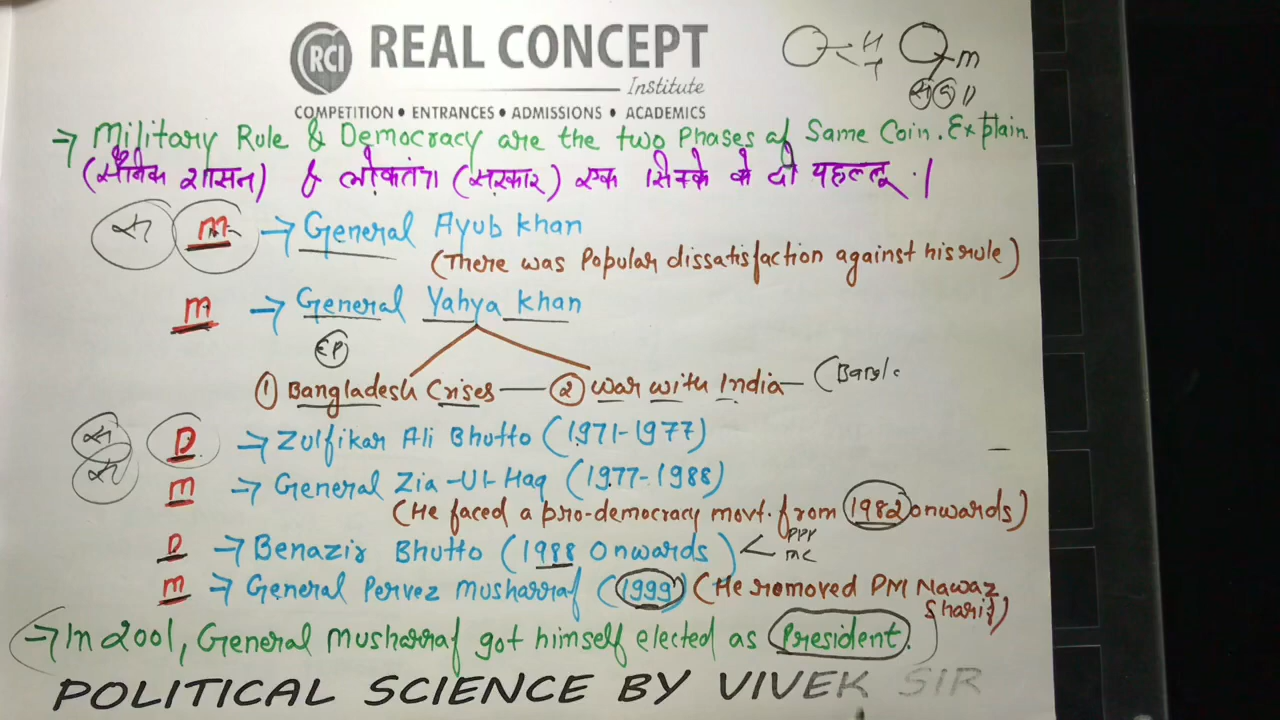 RCI REAL CONCEPT
Institute
COMPETITION • ENTRANCES • ADMISSIONS • ACADEMICS
H
T
m
→ Military Rule & Democracy are the two Phases of Same Coin. Explain.
(सैनिक शासन) & लोकतंत्र (सरकार) एक सिक्के के दो पहलू.।
m → General Ayub Khan
(There was Popular dissatisfaction against his rule)
m → General Yahya Khan
EP
① Bangladesh Crises — ② war with India — (Bangl.
D → Zulfikar Ali Bhutto (1971-1977)
m → General Zia-Ul-Haq (1977-1988)
(He faced a pro-democracy movt. from 1982 onwards)
D → Benazir Bhutto (1988 Onwards) < PPP
mc
m → General Pervez Musharraf (1999) (He romoved PM Nawaz
Sharif)
→ In 2001, General Musharraf got himself elected as President.
POLITICAL SCIENCE BY VIVEK SIR